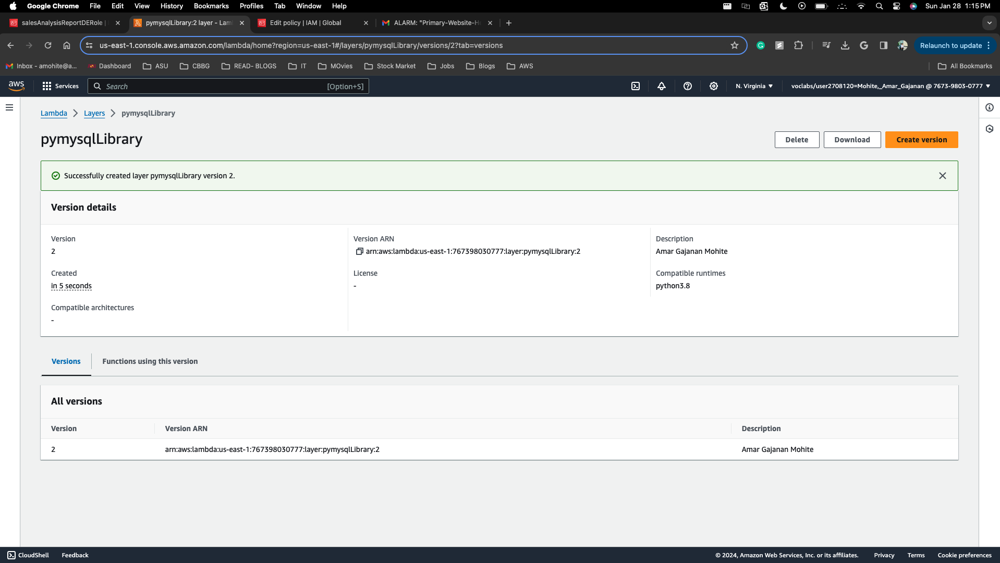 Google Chrome File Edit View History Bookmarks Profiles Tab Window Help Sun Jan 28 1:15 PM
salesAnalysisReportDERole | pymysqlLibrary:2 layer - Lam Edit policy | IAM | Global ALARM: "Primary-Website-He
us-east-1.console.aws.amazon.com/lambda/home?region=us-east-1#/layers/pymysqlLibrary/versions/2?tab=versions Relaunch to update
Inbox - amohite@a... Dashboard ASU CBBG READ- BLOGS IT MOvies Stock Market Jobs Blogs AWS All Bookmarks
aws Services Search [Option+S] N. Virginia voclabs/user2708120=Mohite,_Amar_Gajanan @ 7673-9803-0777
Lambda Layers pymysqlLibrary
pymysqlLibrary Delete Download Create version
Successfully created layer pymysqlLibrary version 2.
Version details
Version Version ARN Description
2 arn:aws:lambda:us-east-1:767398030777:layer:pymysqlLibrary:2 Amar Gajanan Mohite
Created License Compatible runtimes
in 5 seconds - python3.8
Compatible architectures
-
Versions Functions using this version
All versions
Version Version ARN Description
2 arn:aws:lambda:us-east-1:767398030777:layer:pymysqlLibrary:2 Amar Gajanan Mohite
CloudShell Feedback © 2024, Amazon Web Services, Inc. or its affiliates. Privacy Terms Cookie preferences